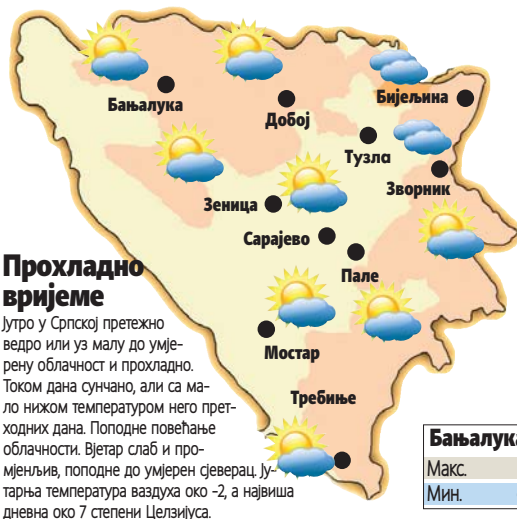 Бањалука
Добој
Бијељина
Тузла
Зворник
Зеница
Сарајево
Пале
Мостар
Требиње
Прохладно
вријеме
Јутро у Српској претежно
ведро или уз малу до умје-
рену облачност и прохладно.
Током дана сунчано, али са ма-
ло нижом температуром него прет-
ходних дана. Поподне повећање
облачности. Вјетар слаб и про-
мјенљив, поподне до умјерен сјеверац. Ју-
тарња температура ваздуха око -2, а највиша
дневна око 7 степени Целзијуса.
Бањалука
Макс.
Мин.